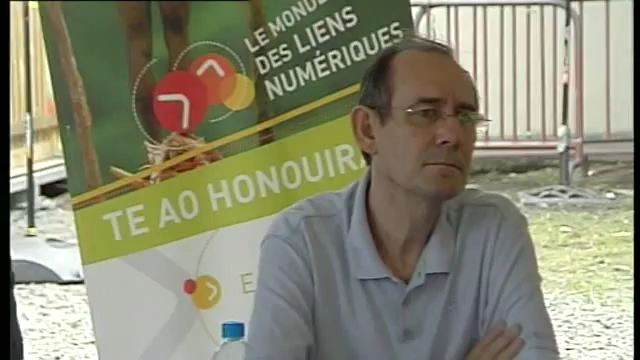 LE MONDE
DES LIENS
NUMÉRIQUES
TE AO HONOUIRA
E